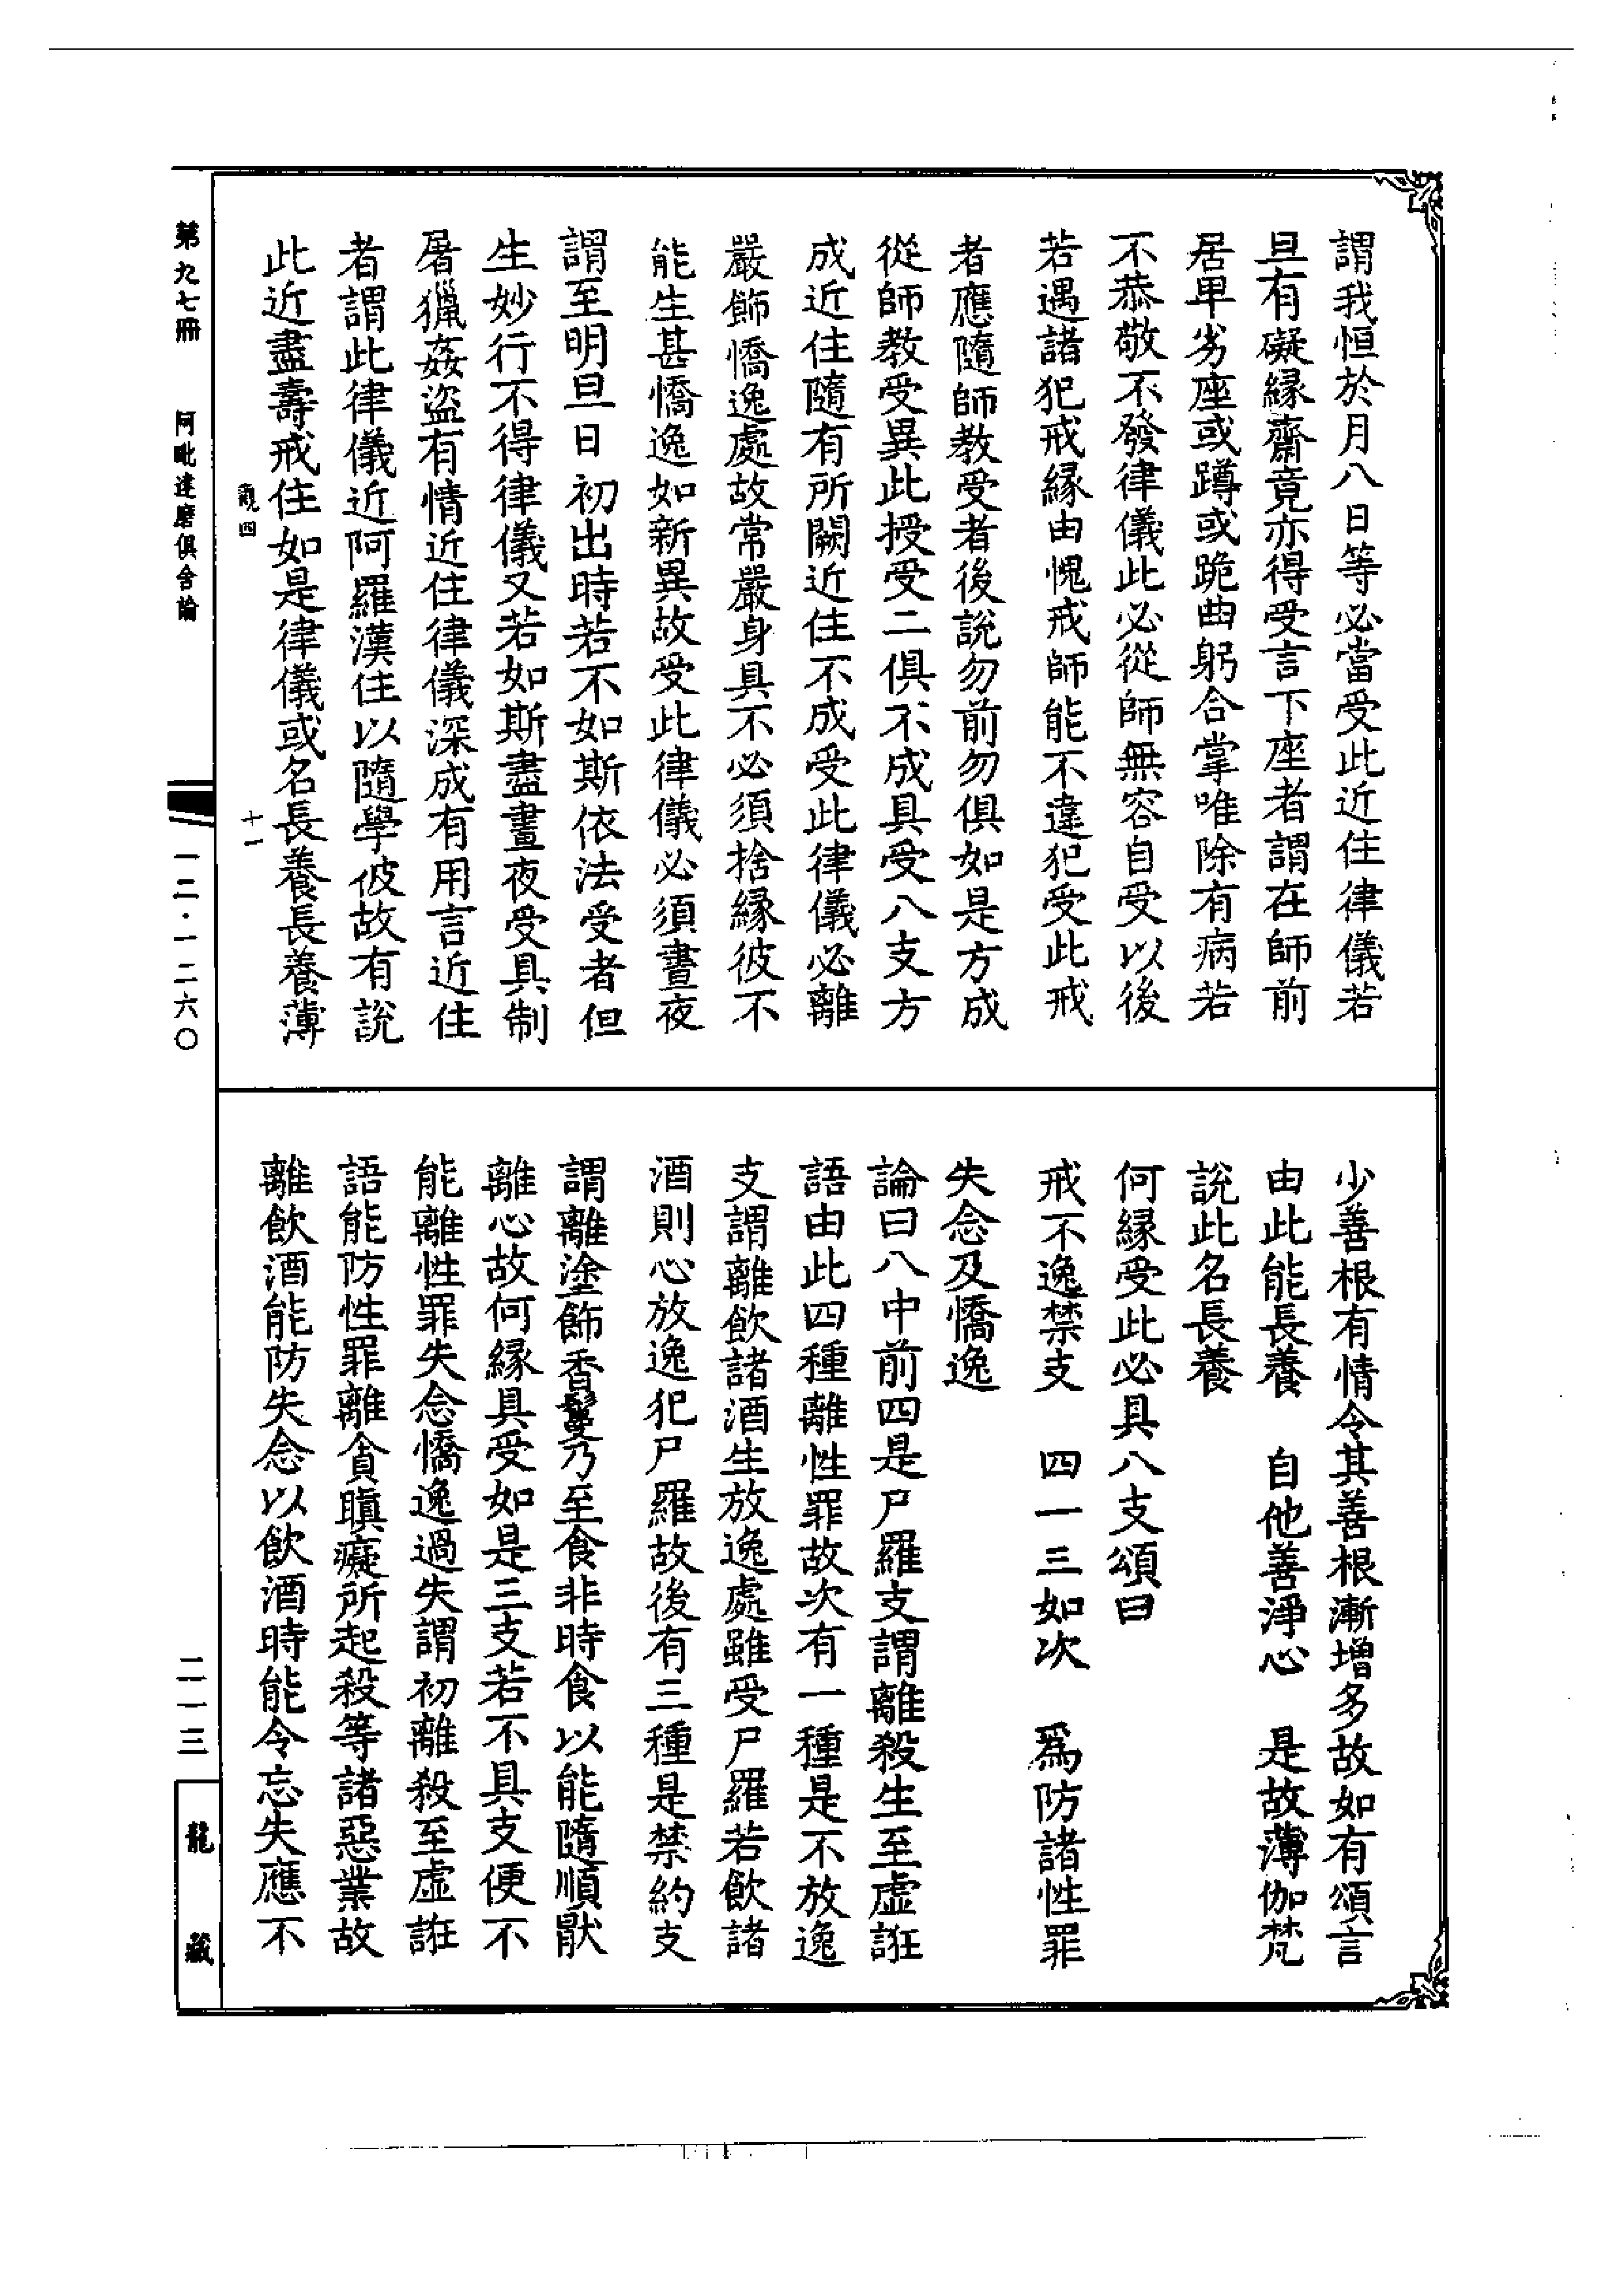 謂我恒於月八日等必當受此近住律儀若
旦有礙縁齋竟亦得受言下座者謂在師前
居卑劣座或蹲或跪曲躬合掌唯除有病若
不恭敬不發律儀此必從師無容自受以後
若遇諸犯戒縁由愧戒師能不違犯受此戒
者應隨師教受者後說勿前勿俱如是方成
從師教受異此授受二俱不成具受八支方
成近住隨有所闕近住不成受此律儀必離
嚴飾憍逸處故常嚴身具不必須捨縁彼不
能生甚憍逸如新異故受此律儀必須晝夜
謂至明旦日初出時若不如斯依法受者但
生妙行不得律儀又若如斯盡晝夜受具制
屠獵姦盜有情近住律儀深成有用言近住
者謂此律儀近阿羅漢住以隨學彼故有說
此近盡壽戒住如是律儀或名長養長養薄
少善根有情令其善根漸增多故如有頌言
由此能長養　自他善淨心　是故薄伽梵
說此名長養
何縁受此必具八支頌曰
戒不逸禁支　四一三如次　爲防諸性罪
失念及憍逸
論曰八中前四是尸羅支謂離殺生至虛誑
語由此四種離性罪故次有一種是不放逸
支謂離飲諸酒生放逸處雖受尸羅若飲諸
酒則心放逸犯尸羅故後有三種是禁約支
謂離塗飾香鬘乃至食非時食以能隨順猒
離心故何縁具受如是三支若不具支便不
能離性罪失念憍逸過失謂初離殺至虛誑
語能防性罪離貪瞋癡所起殺等諸惡業故
離飲酒能防失念以飲酒時能令忘失應不
觀四
十一
第九七冊
阿毗達磨俱舍論
一二·一二六〇
二一三
龍藏